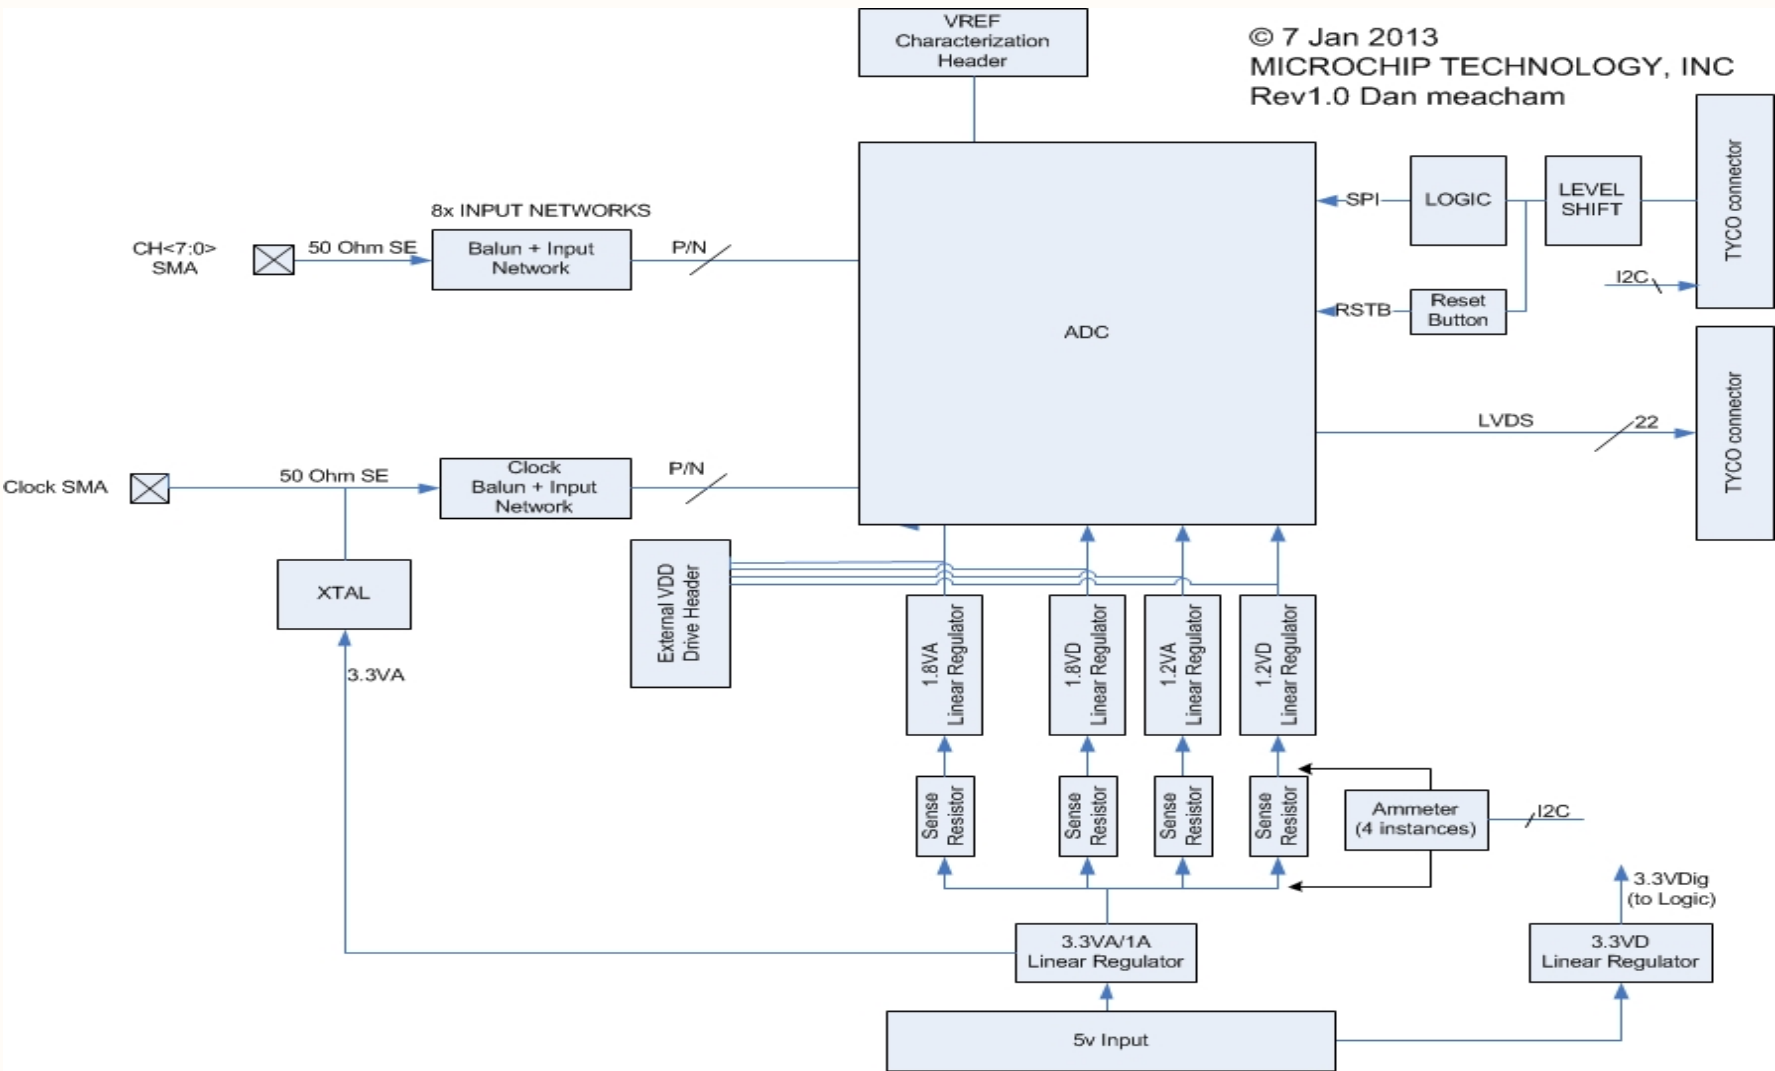 VREF
Characterization
Header
© 7 Jan 2013
MICROCHIP TECHNOLOGY, INC
Rev1.0 Dan meacham
TYCO connector
SPI
LOGIC
LEVEL
SHIFT
8x INPUT NETWORKS
CH<7:0>
SMA
50 Ohm SE
Balun + Input
Network
P/N
I2C
RSTB
Reset
Button
ADC
LVDS
22
TYCO connector
Clock SMA
50 Ohm SE
Clock
Balun + Input
Network
P/N
XTAL
External VDD
Drive Header
3.3VA
1.8VA
Linear Regulator
1.8VD
Linear Regulator
1.2VA
Linear Regulator
1.2VD
Linear Regulator
Sense
Resistor
Sense
Resistor
Sense
Resistor
Sense
Resistor
Ammeter
(4 instances)
I2C
3.3VDig
(to Logic)
3.3VA/1A
Linear Regulator
3.3VD
Linear Regulator
5v Input